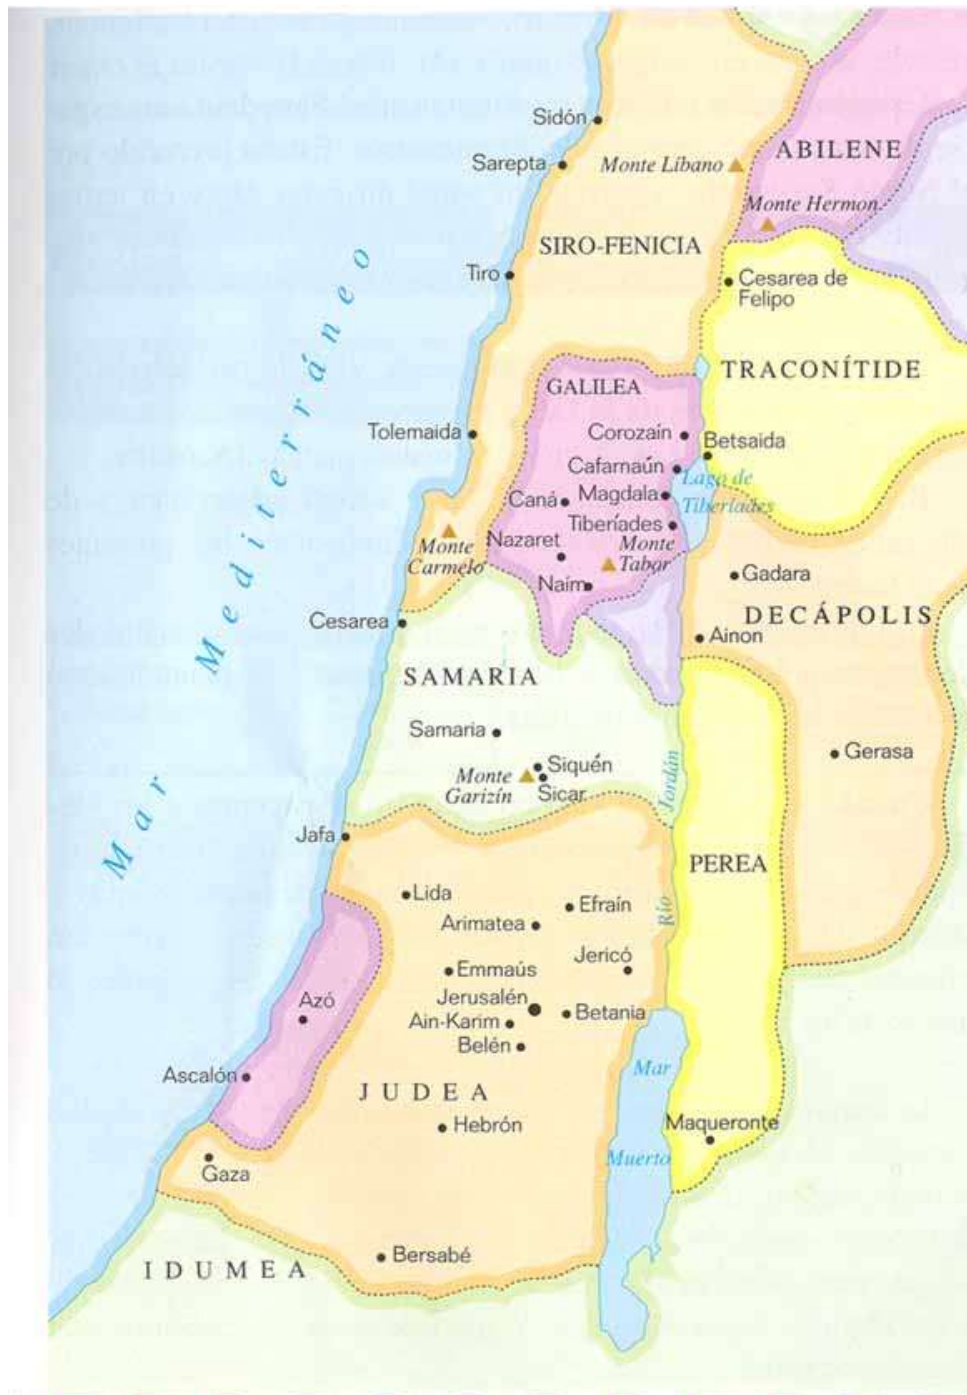 Sidón
Sarepta
Monte Líbano
ABILENE
Monte Hermon
SIRO-FENICIA
Tiro
Cesarea de
Felipo
Mar Mediterráneo
TRACONÍTIDE
GALILEA
Tolemaida
Corozaín
Betsaida
Cafarnaún
Lago de
Tiberíades
Caná
Magdala
Tiberíades
Nazaret
Monte
Tabor
Monte
Carmelo
Naím
Gadara
DECÁPOLIS
Cesarea
Ainon
SAMARIA
Samaria
Siquén
Monte
Garizín
Sicar
Gerasa
Río Jordán
Jafa
PEREA
Lida
Efraín
Arimatea
Jericó
Emmaús
Jerusalén
Azó
Ain-Karim
Betania
Belén
Ascalón
Mar
Muerto
JUDEA
Hebrón
Maqueronte
Gaza
Bersabé
IDUMEA